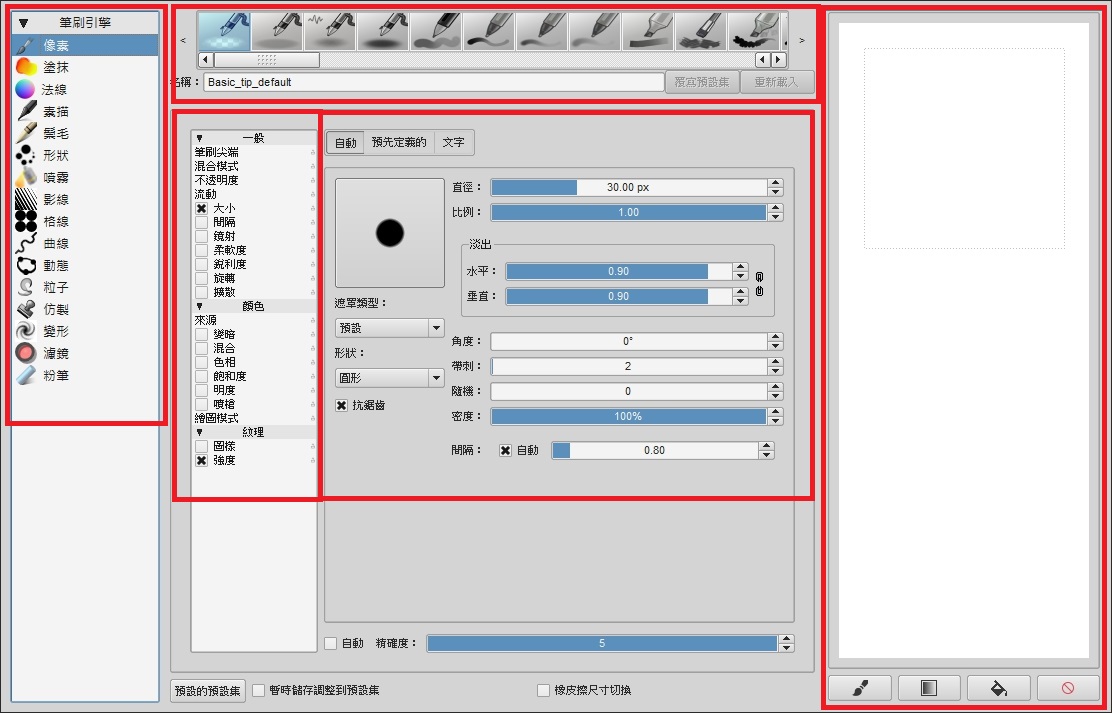 筆刷引擎
像素
塗抹
法線
素描
鬃毛
形狀
噴霧
影線
格線
曲線
動態
粒子
仿製
變形
濾鏡
粉筆
< >
名稱： Basic_tip_default 覆寫預設集 重新載入
一般
筆刷尖端
混合模式
不透明度
流動
大小
間隔
鏡射
柔軟度
銳利度
旋轉
擴散
顏色
來源
變暗
混合
色相
飽和度
明度
噴槍
繪圖模式
紋理
圖樣
強度
自動 預先定義的 文字
直徑： 30.00 px
比例： 1.00
淡出
水平： 0.90
垂直： 0.90
遮罩類型：
預設
形狀：
圓形
抗鋸齒
角度： 0°
帶刺： 2
隨機： 0
密度： 100%
間隔： 自動 0.80
自動 精確度： 5
預設的預設集 暫時儲存調整到預設集 橡皮擦尺寸切換